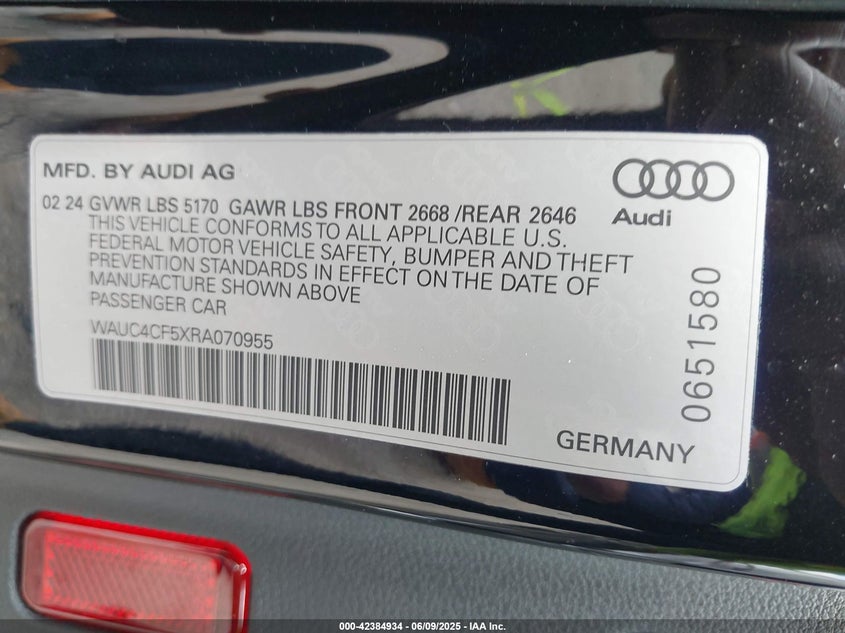 MFD. BY AUDI AG
Audi
02 24 GVWR LBS 5170 GAWR LBS FRONT 2668 /REAR 2646
THIS VEHICLE CONFORMS TO ALL APPLICABLE U.S.
FEDERAL MOTOR VEHICLE SAFETY, BUMPER AND THEFT
PREVENTION STANDARDS IN EFFECT ON THE DATE OF
MANUFACTURE SHOWN ABOVE
PASSENGER CAR
WAUC4CF5XRA070955
0651580
GERMANY
000-42384934 - 06/09/2025 - IAA Inc.